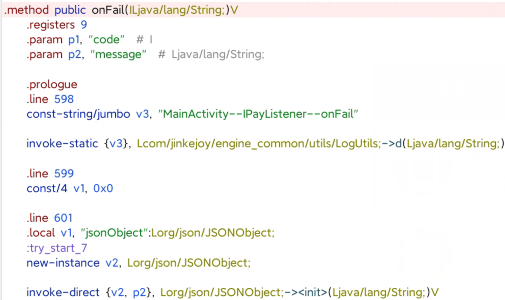 .method public onFail(ILjava/lang/String;)V
.registers 9
.param p1, "code"  # I
.param p2, "message"  # Ljava/lang/String;
.prologue
.line 598
const-string/jumbo v3, "MainActivity--IPayListener--onFail"
invoke-static {v3}, Lcom/jinkejoy/engine_common/utils/LogUtils;->d(Ljava/lang/String;)
.line 599
const/4 v1, 0x0
.line 601
.local v1, "jsonObject":Lorg/json/JSONObject;
:try_start_7
new-instance v2, Lorg/json/JSONObject;
invoke-direct {v2, p2}, Lorg/json/JSONObject;-><init>(Ljava/lang/String;)V